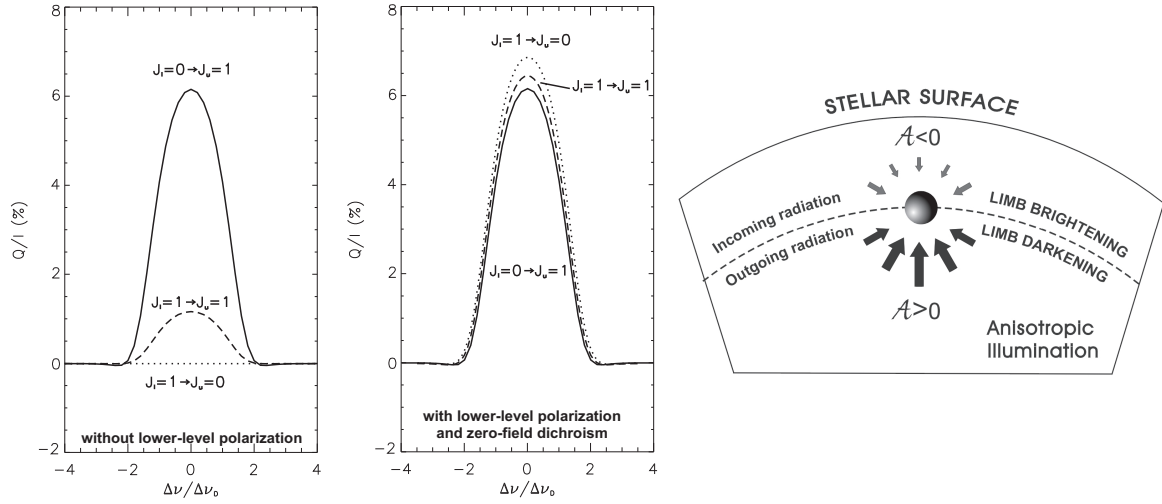 8
6
4
2
0
−2
−4
−2
0
2
4
Q/I (%)
Δν/Δν_D
J_l=0→J_u=1
J_l=1→J_u=1
J_l=1→J_u=0
without lower-level polarization
8
6
4
2
0
−2
−4
−2
0
2
4
Q/I (%)
Δν/Δν_D
J_l=1→J_u=0
J_l=1→J_u=1
J_l=0→J_u=1
with lower-level polarization
and zero-field dichroism
STELLAR SURFACE
𝒜<0
Incoming radiation
LIMB BRIGHTENING
Outgoing radiation
LIMB DARKENING
𝒜>0
Anisotropic
Illumination